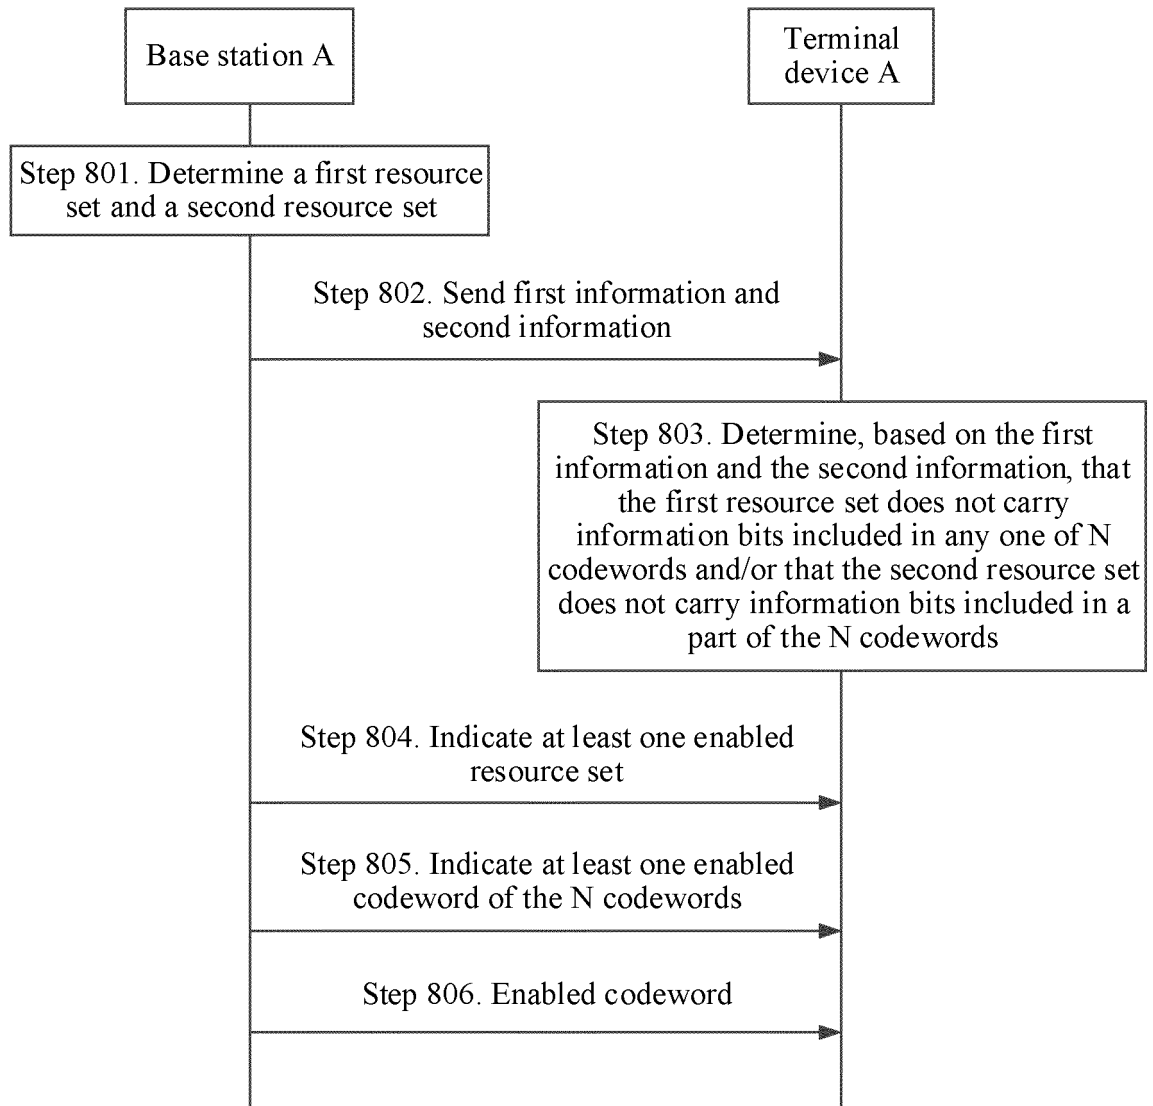 Base station A
Terminal
device A
Step 801. Determine a first resource
set and a second resource set
Step 802. Send first information and
second information
Step 803. Determine, based on the first
information and the second information, that
the first resource set does not carry
information bits included in any one of N
codewords and/or that the second resource set
does not carry information bits included in a
part of the N codewords
Step 804. Indicate at least one enabled
resource set
Step 805. Indicate at least one enabled
codeword of the N codewords
Step 806. Enabled codeword